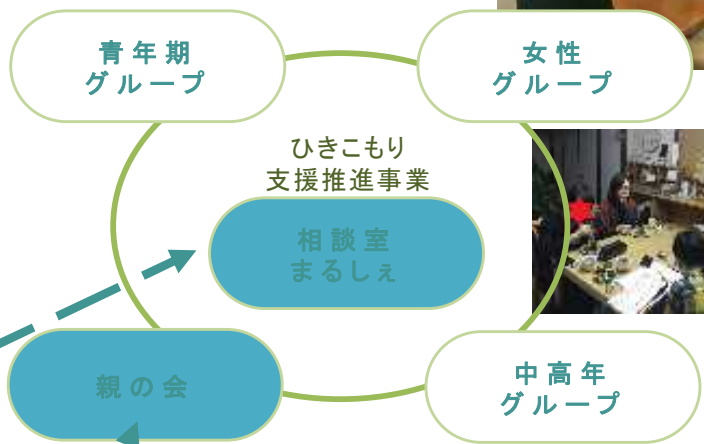 青年期
グループ
女性
グループ
ひきこもり
支援推進事業
相談室
まるしぇ
親の会
中高年
グループ